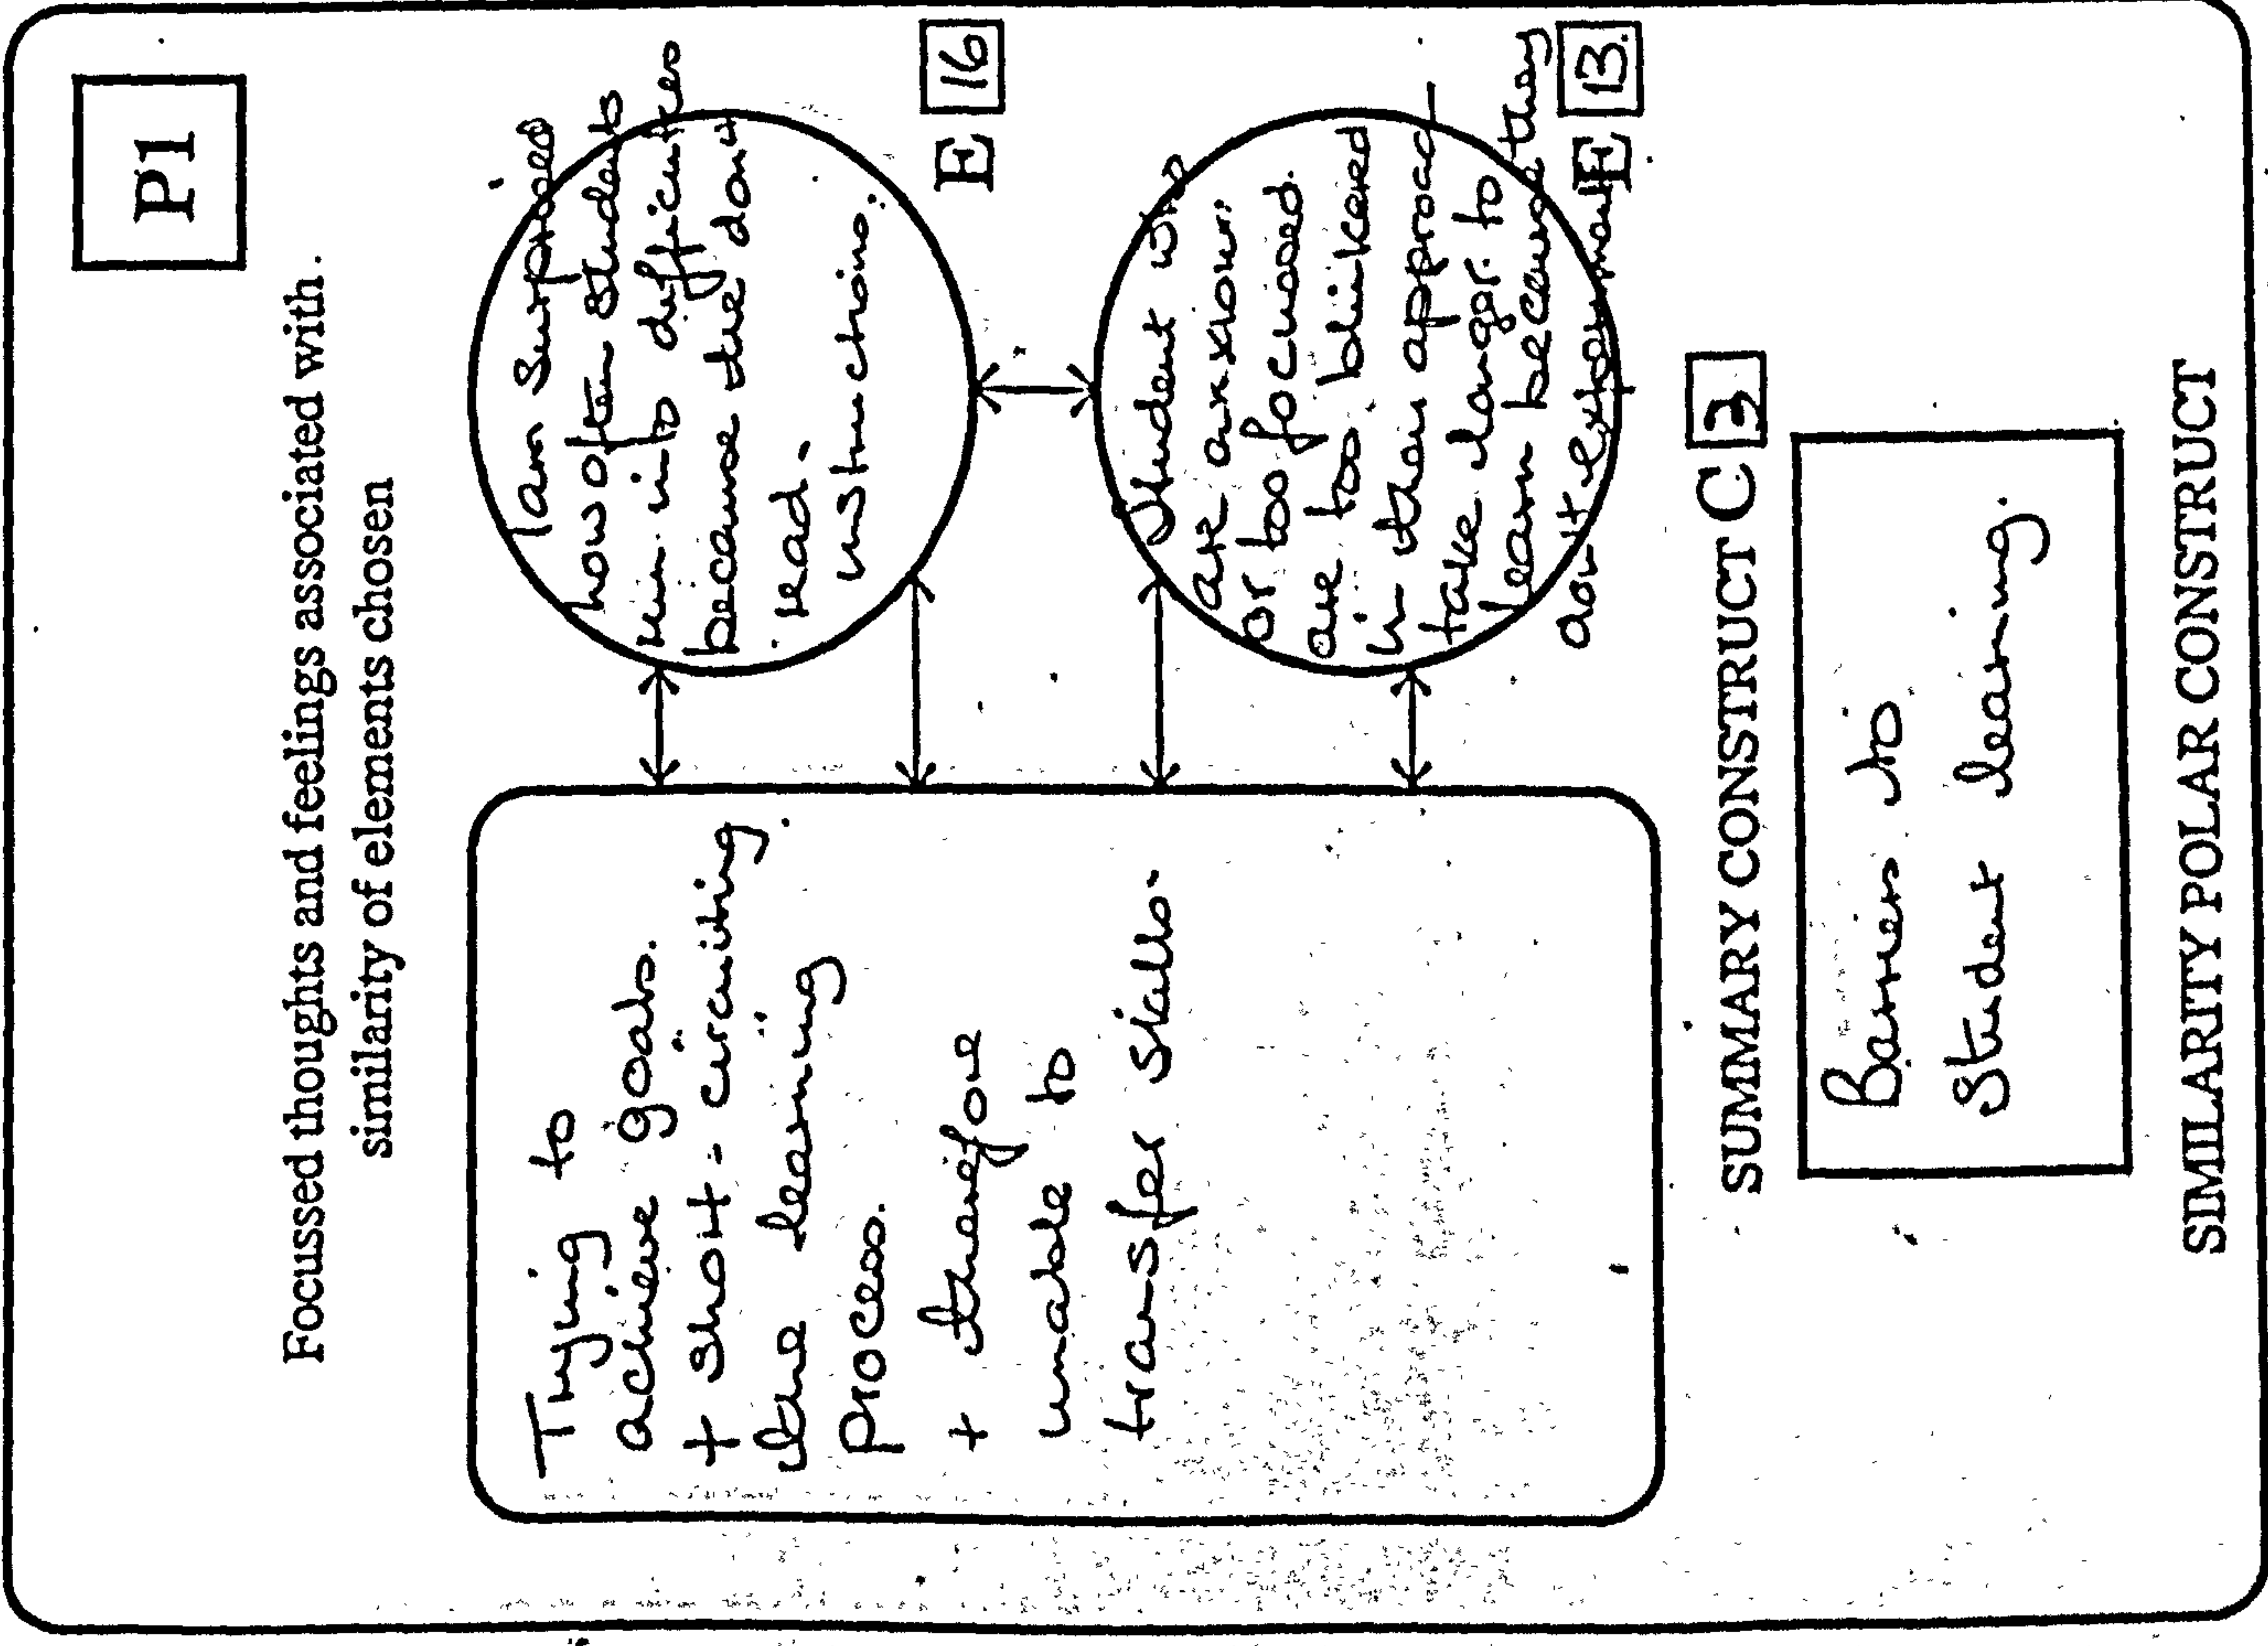 P1
Focussed thoughts and feelings associated with.
similarity of elements chosen
Trying to
achieve goals.
+ short-circuiting
the learning
process.
+ therefore
unable to
transfer skills.
I am surprised
how often students
run into difficulties
because the dont
read.
instructions.
E 16
Student who
are anxious
or too focussed.
are too blinkered
in their approach
take longer to
learn because they
don't
E 13
SUMMARY CONSTRUCT C 3
Barriers to
Student learning.
SIMILARITY POLAR CONSTRUCT